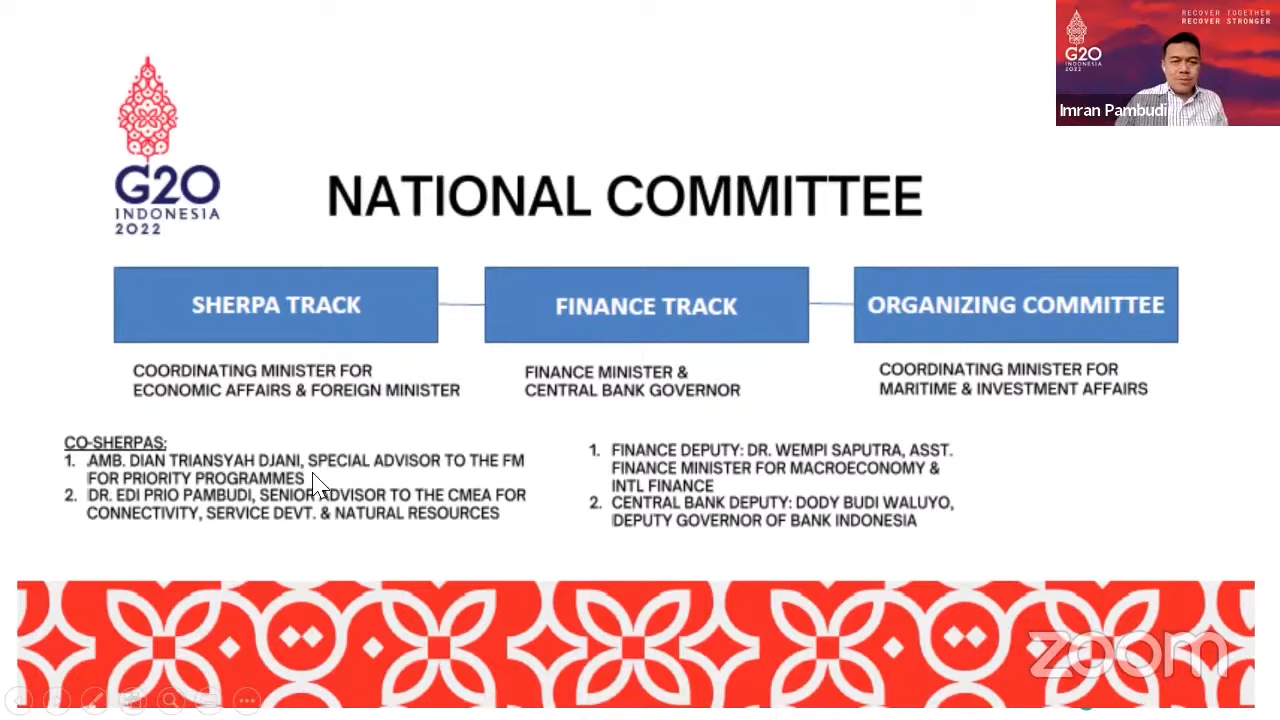 RECOVER TOGETHER
RECOVER STRONGER
G20
INDONESIA
2022
Imran Pambudi
G20
INDONESIA
2022
NATIONAL COMMITTEE
SHERPA TRACK
FINANCE TRACK
ORGANIZING COMMITTEE
COORDINATING MINISTER FOR
ECONOMIC AFFAIRS & FOREIGN MINISTER
FINANCE MINISTER &
CENTRAL BANK GOVERNOR
COORDINATING MINISTER FOR
MARITIME & INVESTMENT AFFAIRS
CO-SHERPAS:
1. AMB. DIAN TRIANSYAH DJANI, SPECIAL ADVISOR TO THE FM
FOR PRIORITY PROGRAMMES
2. DR. EDI PRIO PAMBUDI, SENIOR ADVISOR TO THE CMEA FOR
CONNECTIVITY, SERVICE DEVT. & NATURAL RESOURCES
1. FINANCE DEPUTY: DR. WEMPI SAPUTRA, ASST.
FINANCE MINISTER FOR MACROECONOMY &
INTL FINANCE
2. CENTRAL BANK DEPUTY: DODY BUDI WALUYO,
DEPUTY GOVERNOR OF BANK INDONESIA
zoom